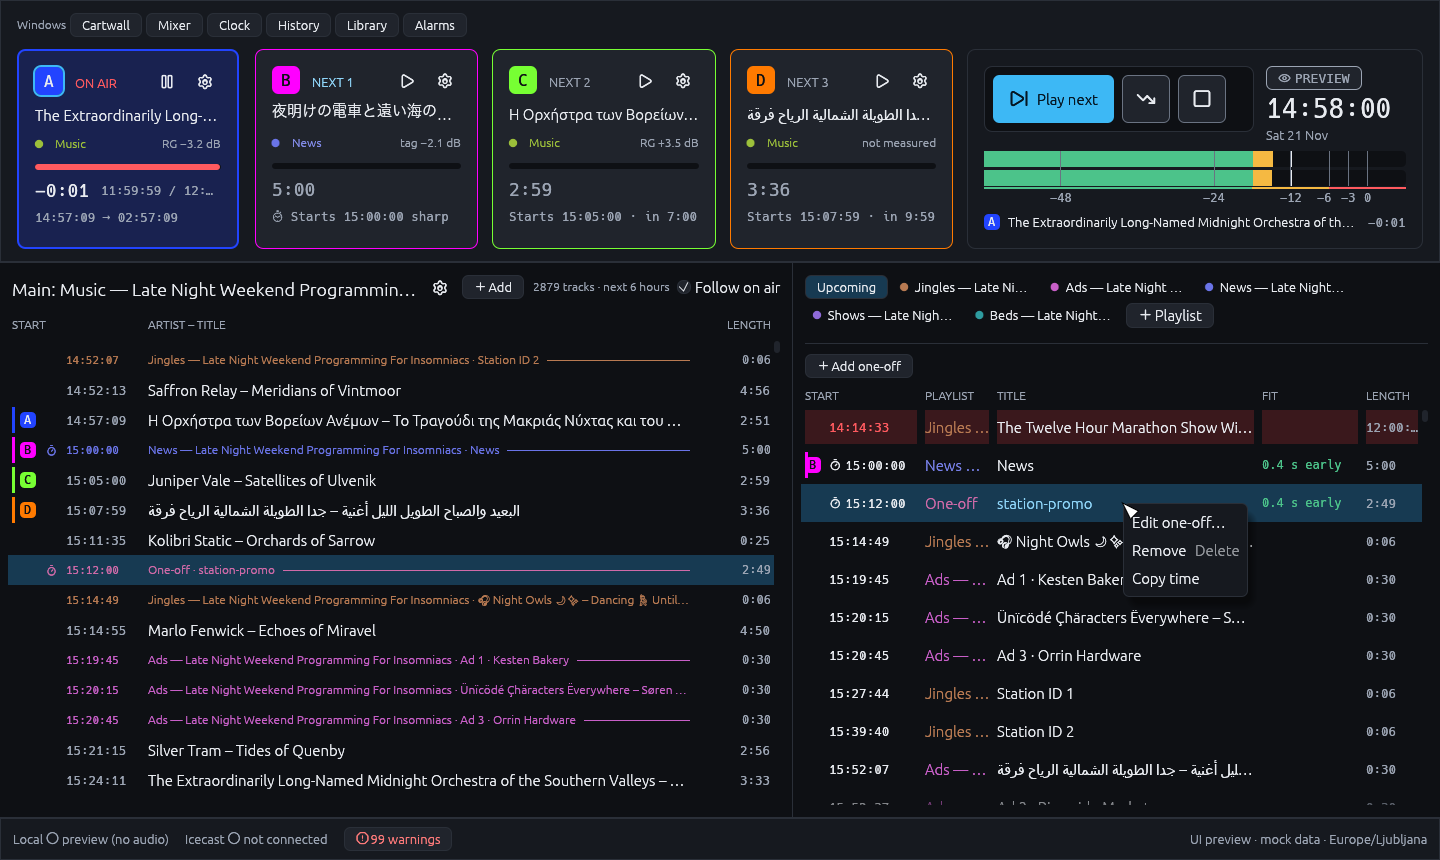 Windows Cartwall Mixer Clock History Library Alarms
A ON AIR
The Extraordinarily Long-…
Music RG −3.2 dB
−0:01 11:59:59 / 12:…
14:57:09 → 02:57:09
B NEXT 1
夜明けの電車と遠い海の…
News tag −2.1 dB
5:00
Starts 15:00:00 sharp
C NEXT 2
Η Ορχήστρα των Βορείων…
Music RG +3.5 dB
2:59
Starts 15:05:00 · in 7:00
D NEXT 3
جدا الطويلة الشمالية الرياح فرقة…
Music not measured
3:36
Starts 15:07:59 · in 9:59
Play next
PREVIEW
14:58:00
Sat 21 Nov
−48 −24 −12 −6 −3 0
A The Extraordinarily Long-Named Midnight Orchestra of th… −0:01
Main: Music — Late Night Weekend Programmin… + Add 2879 tracks · next 6 hours Follow on air
START ARTIST – TITLE LENGTH
14:52:07 Jingles — Late Night Weekend Programming For Insomniacs · Station ID 2 0:06
14:52:13 Saffron Relay – Meridians of Vintmoor 4:56
A 14:57:09 Η Ορχήστρα των Βορείων Ανέμων – Το Τραγούδι της Μακριάς Νύχτας και του … 2:51
B 15:00:00 News — Late Night Weekend Programming For Insomniacs · News 5:00
C 15:05:00 Juniper Vale – Satellites of Ulvenik 2:59
D 15:07:59 البعيد والصباح الطويل الليل أغنية – جدا الطويلة الشمالية الرياح فرقة 3:36
15:11:35 Kolibri Static – Orchards of Sarrow 0:25
15:12:00 One-off · station-promo 2:49
15:14:49 Jingles — Late Night Weekend Programming For Insomniacs · 🎧 Night Owls 🌙✨ – Dancing 💃 Until… 0:06
15:14:55 Marlo Fenwick – Echoes of Miravel 4:50
15:19:45 Ads — Late Night Weekend Programming For Insomniacs · Ad 1 · Kesten Bakery 0:30
15:20:15 Ads — Late Night Weekend Programming For Insomniacs · Ünïcödé Çhäracters Ëverywhere – Søren … 0:30
15:20:45 Ads — Late Night Weekend Programming For Insomniacs · Ad 3 · Orrin Hardware 0:30
15:21:15 Silver Tram – Tides of Quenby 2:56
15:24:11 The Extraordinarily Long-Named Midnight Orchestra of the Southern Valleys – … 3:33
Upcoming Jingles — Late Ni… Ads — Late Night … News — Late Night…
Shows — Late Nigh… Beds — Late Night… + Playlist
+ Add one-off
START PLAYLIST TITLE FIT LENGTH
14:14:33 Jingles … The Twelve Hour Marathon Show Wi… 12:00:…
B 15:00:00 News … News 0.4 s early 5:00
15:12:00 One-off station-promo 0.4 s early 2:49
15:14:49 Jingles … 🎧 Night Owls 🌙✨ 0:06
15:19:45 Ads — … Ad 1 · Kesten Baker 0:30
15:20:15 Ads — … Ünïcödé Çhäracters Ëverywhere – S… 0:30
15:20:45 Ads — … Ad 3 · Orrin Hardware 0:30
15:27:44 Jingles … Station ID 1 0:06
15:39:40 Jingles … Station ID 2 0:06
15:52:07 Ads — … ليل أغنية – جدا الطويلة الشمالية الرياح فرقة… 0:30
Edit one-off…
Remove Delete
Copy time
Local preview (no audio) Icecast not connected 99 warnings UI preview · mock data · Europe/Ljubljana